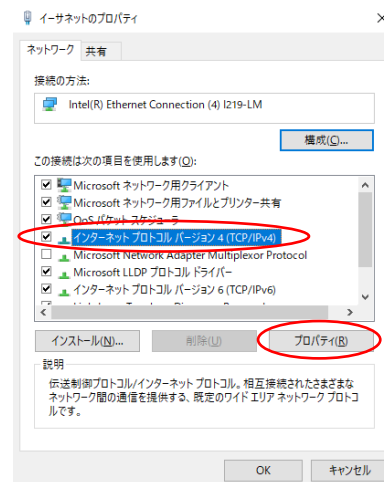 イーサネットのプロパティ
ネットワーク 共有
接続の方法:
Intel(R) Ethernet Connection (4) I219-LM
構成(C)...
この接続は次の項目を使用します(O):
Microsoft ネットワーク用クライアント
Microsoft ネットワーク用ファイルとプリンター共有
QoS パケット スケジューラ
インターネット プロトコル バージョン 4 (TCP/IPv4)
Microsoft Network Adapter Multiplexor Protocol
Microsoft LLDP プロトコル ドライバー
インターネット プロトコル バージョン 6 (TCP/IPv6)
インストール(N)... 削除(U) プロパティ(R)
説明
伝送制御プロトコル/インターネット プロトコル。相互接続されたさまざまな
ネットワーク間の通信を提供する、既定のワイド エリア ネットワーク プロトコ
ルです。
OK キャンセル